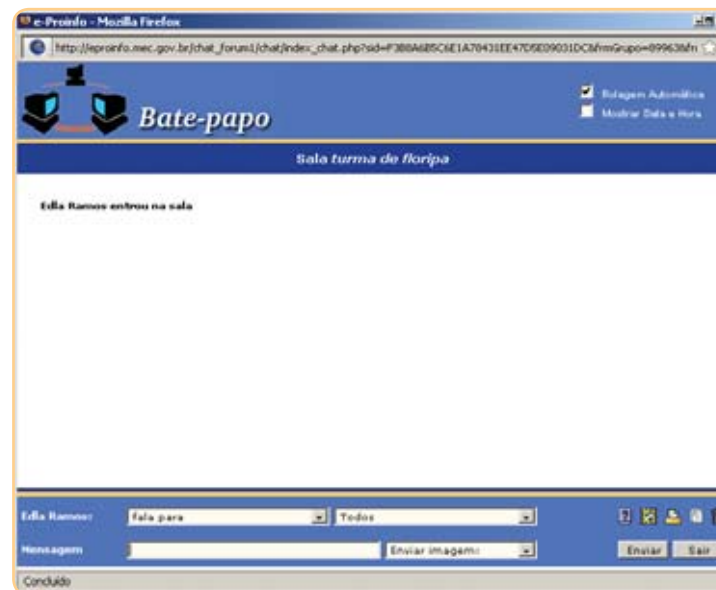 e-ProInfo - Mozilla Firefox
Bate-papo
Rolagem Automática
Mostrar Data e Hora
Sala turma de floripa
Edla Ramos entrou na sala
Edla Ramos: fala para Todos
Mensagem Enviar imagem: Enviar Sair
Concluído